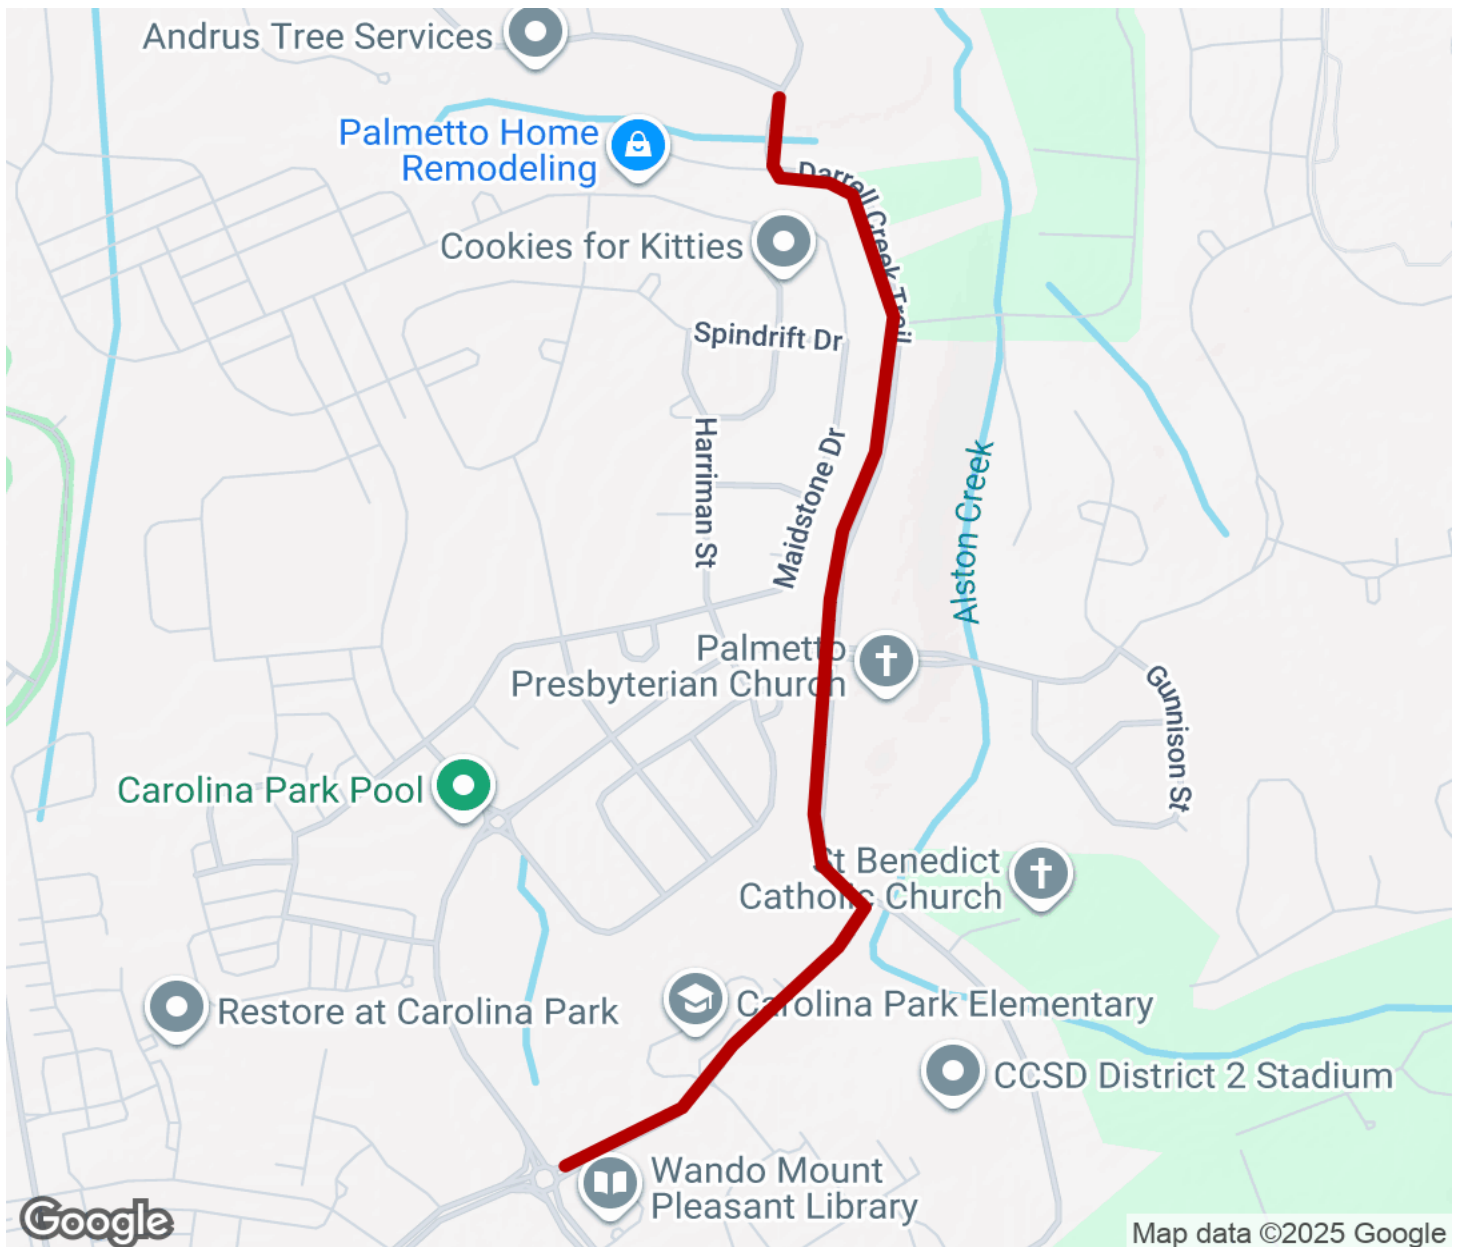 Andrus Tree Services
Palmetto Home
Remodeling
Darrell Creek Trail
Cookies for Kitties
Spindrift Dr
Harriman St
Maidstone Dr
Alston Creek
Palmetto
Presbyterian Church
Gunnison St
Carolina Park Pool
St Benedict
Catholic Church
Restore at Carolina Park
Carolina Park Elementary
CCSD District 2 Stadium
Wando Mount
Pleasant Library
Google
Map data ©2025 Google